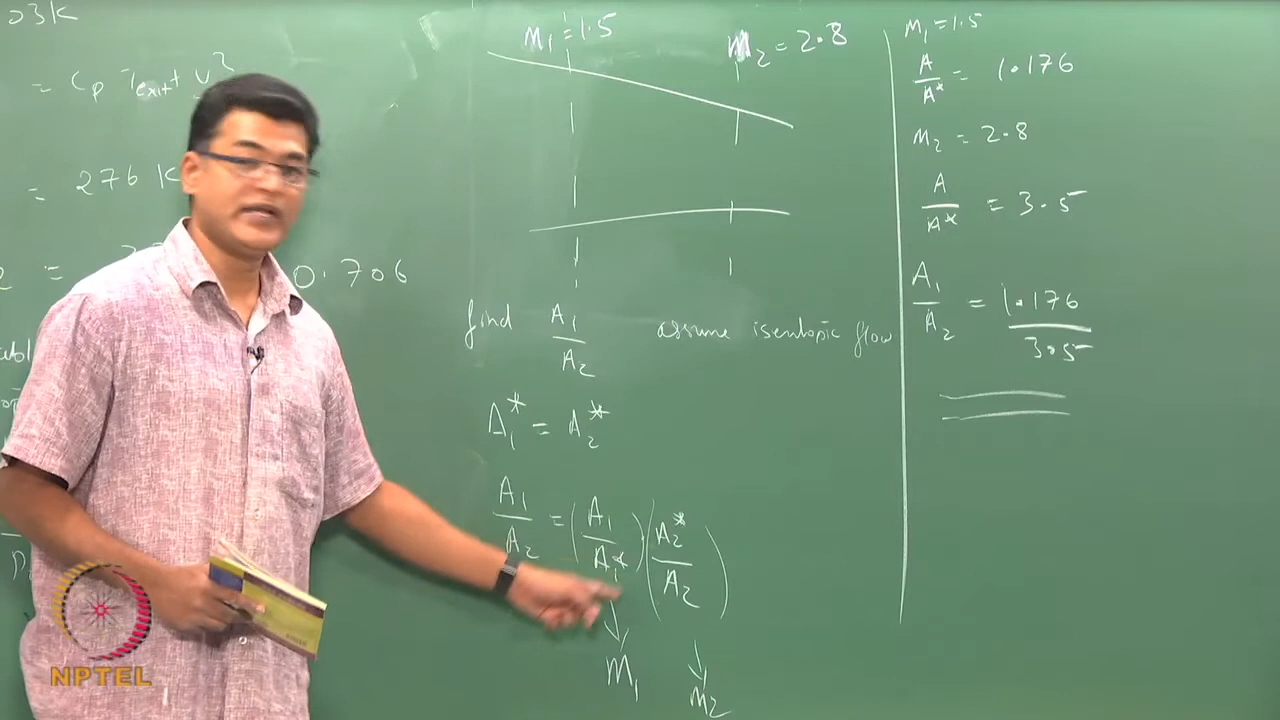 03K
= Cp Texit
= 276 K
=
0.706
M₁ = 1.5
M₂ = 2.8
find A₁/A₂ assume isentopic flow
A₁* = A₂*
A₁/A₂ = (A₁/A₁*) (A₂*/A₂)
M₁
M₂
M₁ = 1.5
A/A* = 1.176
M₂ = 2.8
A/A* = 3.5
A₁/A₂ = 1.176/3.5
NPTEL